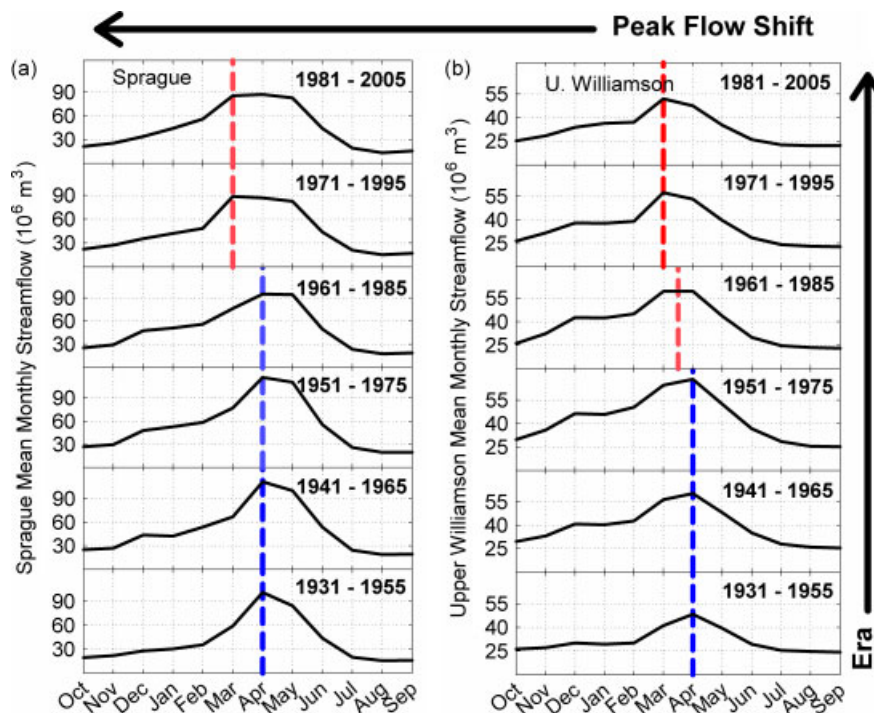 Peak Flow Shift
(a)
Sprague
1981 - 2005
90
60
30
1971 - 1995
90
60
30
1961 - 1985
90
60
30
1951 - 1975
90
60
30
1941 - 1965
90
60
30
1931 - 1955
90
60
30
Oct Nov Dec Jan Feb Mar Apr May Jun Jul Aug Sep
Sprague Mean Monthly Streamflow (10⁶ m³)
(b)
U. Williamson
1981 - 2005
55
40
25
1971 - 1995
55
40
25
1961 - 1985
55
40
25
1951 - 1975
55
40
25
1941 - 1965
55
40
25
1931 - 1955
55
40
25
Oct Nov Dec Jan Feb Mar Apr May Jun Jul Aug Sep
Upper Williamson Mean Monthly Streamflow (10⁶ m³)
Era